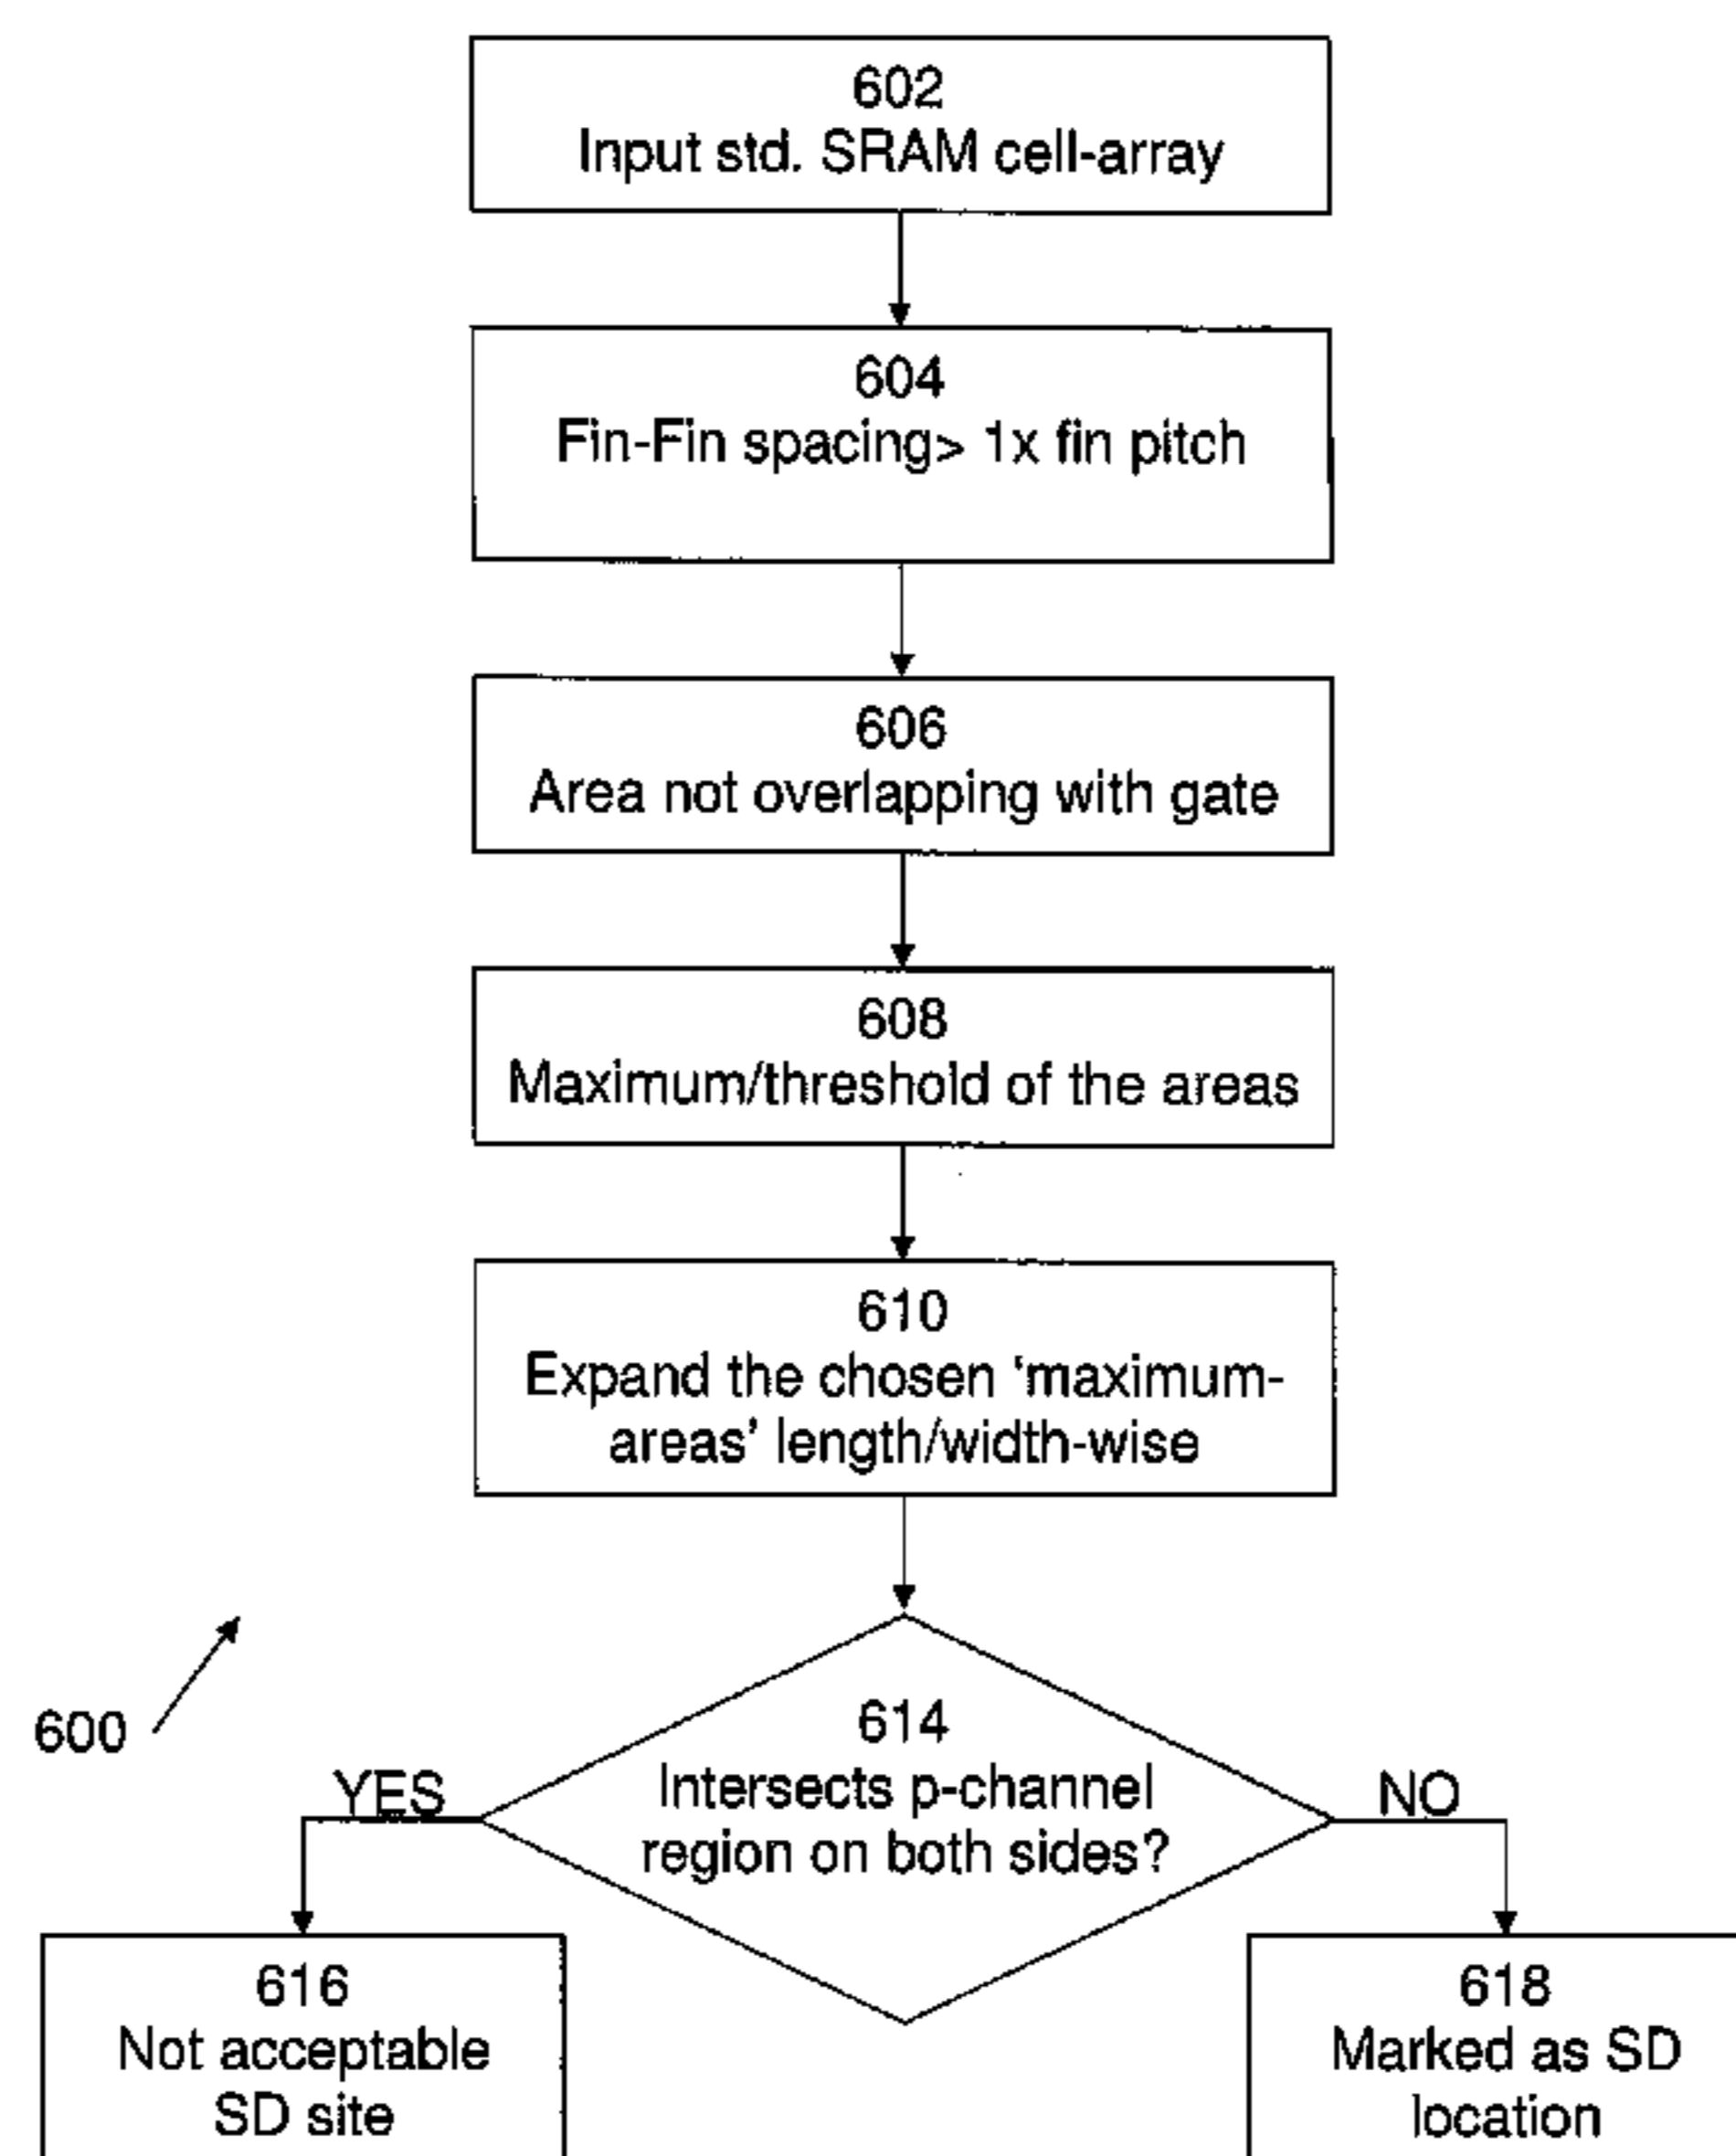 602
Input std. SRAM cell-array
604
Fin-Fin spacing> 1x fin pitch
606
Area not overlapping with gate
608
Maximum/threshold of the areas
610
Expand the chosen 'maximum-
areas' length/width-wise
600
614
Intersects p-channel
region on both sides?
YES
NO
616
Not acceptable
SD site
618
Marked as SD
location